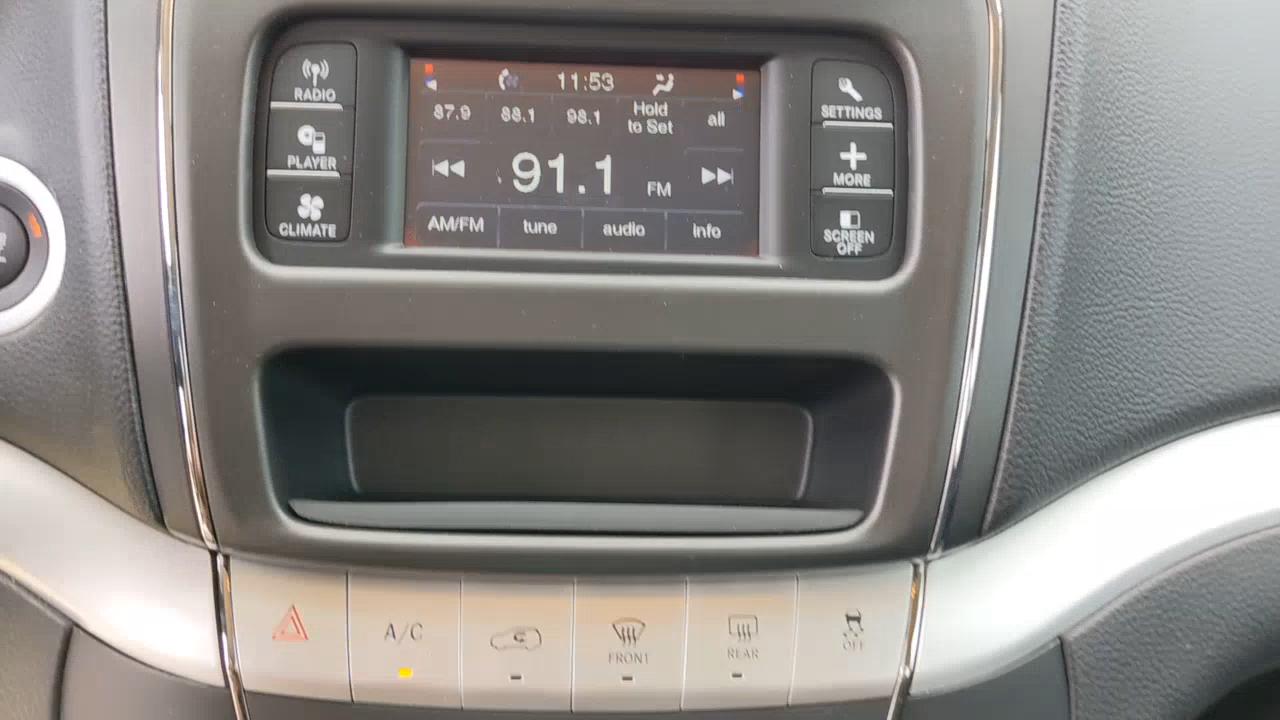 RADIO
PLAYER
CLIMATE
11:53
87.9 88.1 98.1 Hold to Set all
91.1 FM
AM/FM tune audio info
SETTINGS
MORE
SCREEN
OFF
A/C
FRONT
REAR
OFF